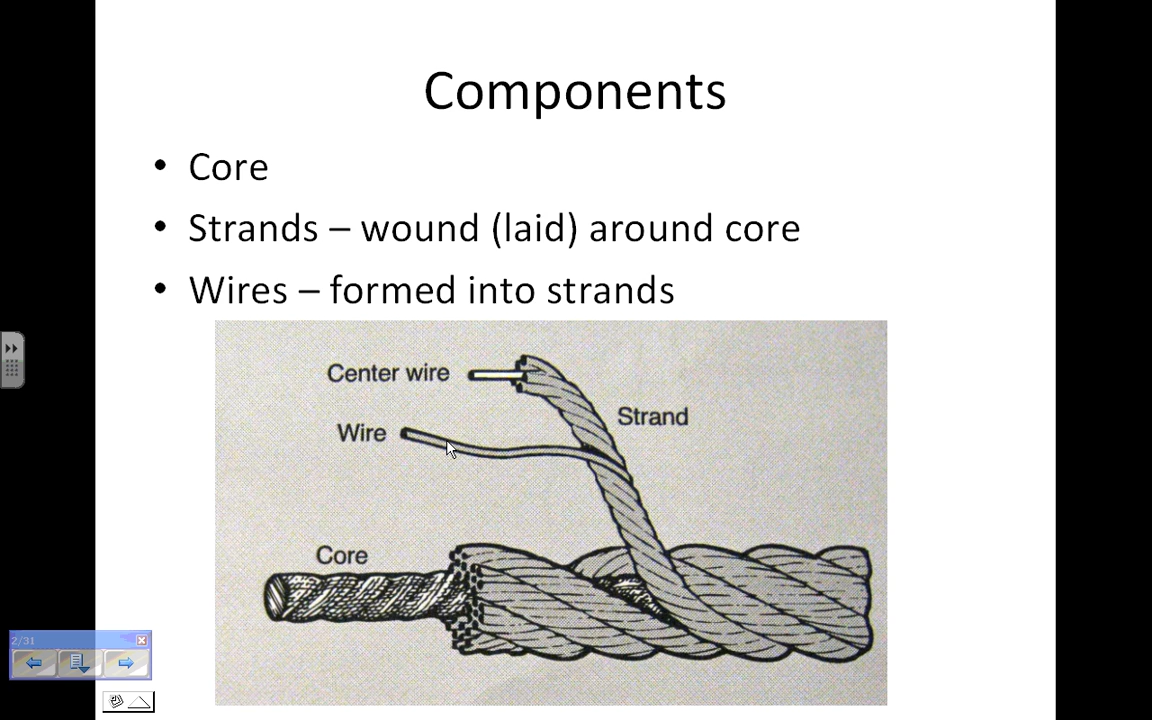 Components
• Core
• Strands – wound (laid) around core
• Wires – formed into strands
Center wire
Strand
Wire
Core
2/31